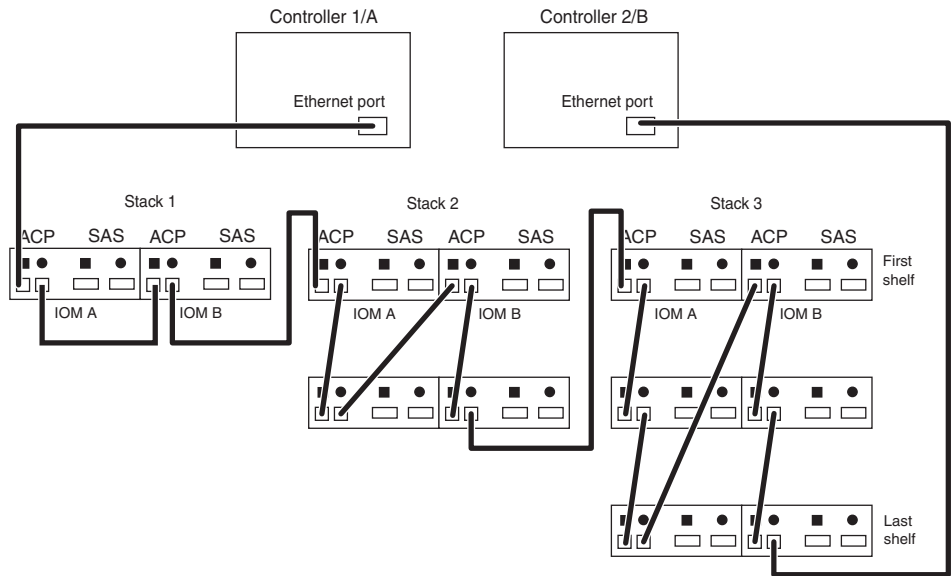 Controller 1/A
Controller 2/B
Ethernet port
Ethernet port
Stack 1
Stack 2
Stack 3
ACP SAS ACP SAS
ACP SAS ACP SAS
ACP SAS ACP SAS
First
shelf
IOM A
IOM B
IOM A
IOM B
IOM A
IOM B
Last
shelf